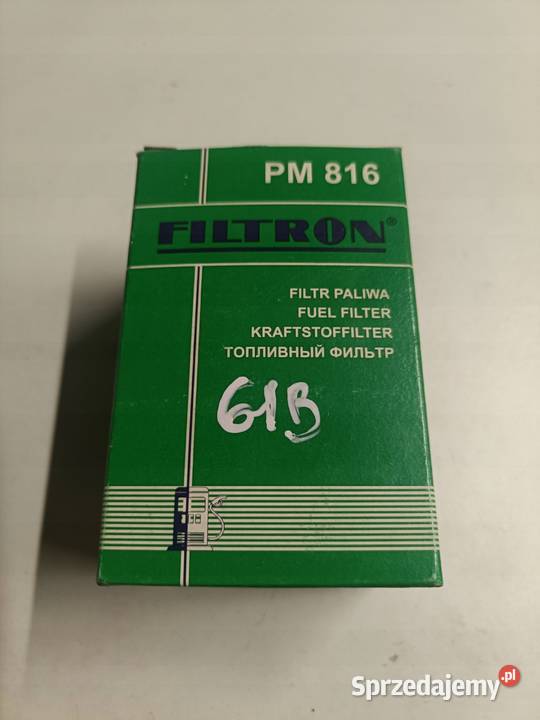 PM 816
FILTRON®
FILTR PALIWA
FUEL FILTER
KRAFTSTOFFILTER
ТОПЛИВНЫЙ ФИЛЬТР
61B
Sprzedajemy.pl